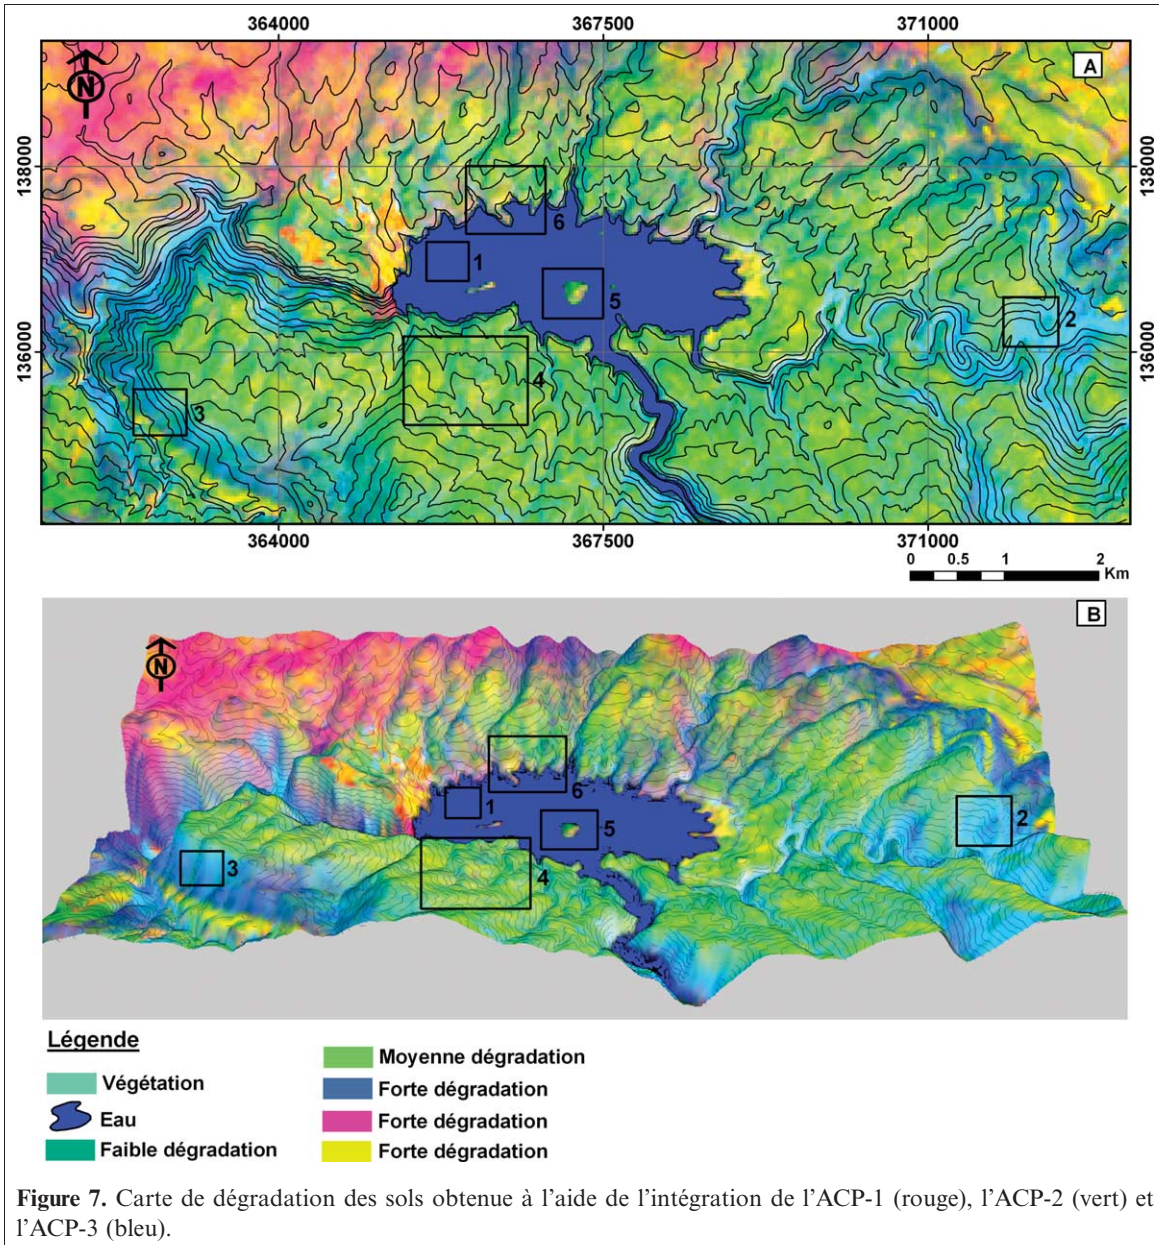 364000 367500 371000
A
N
138000 138000
6
1
5
2
136000 136000
4
3
364000 367500 371000
0 0.5 1 2
Km
B
N
6
1
5
2
3
4
Légende
Végétation
Eau
Faible dégradation
Moyenne dégradation
Forte dégradation
Forte dégradation
Forte dégradation
Figure 7. Carte de dégradation des sols obtenue à l'aide de l'intégration de l'ACP-1 (rouge), l'ACP-2 (vert) et
l'ACP-3 (bleu).